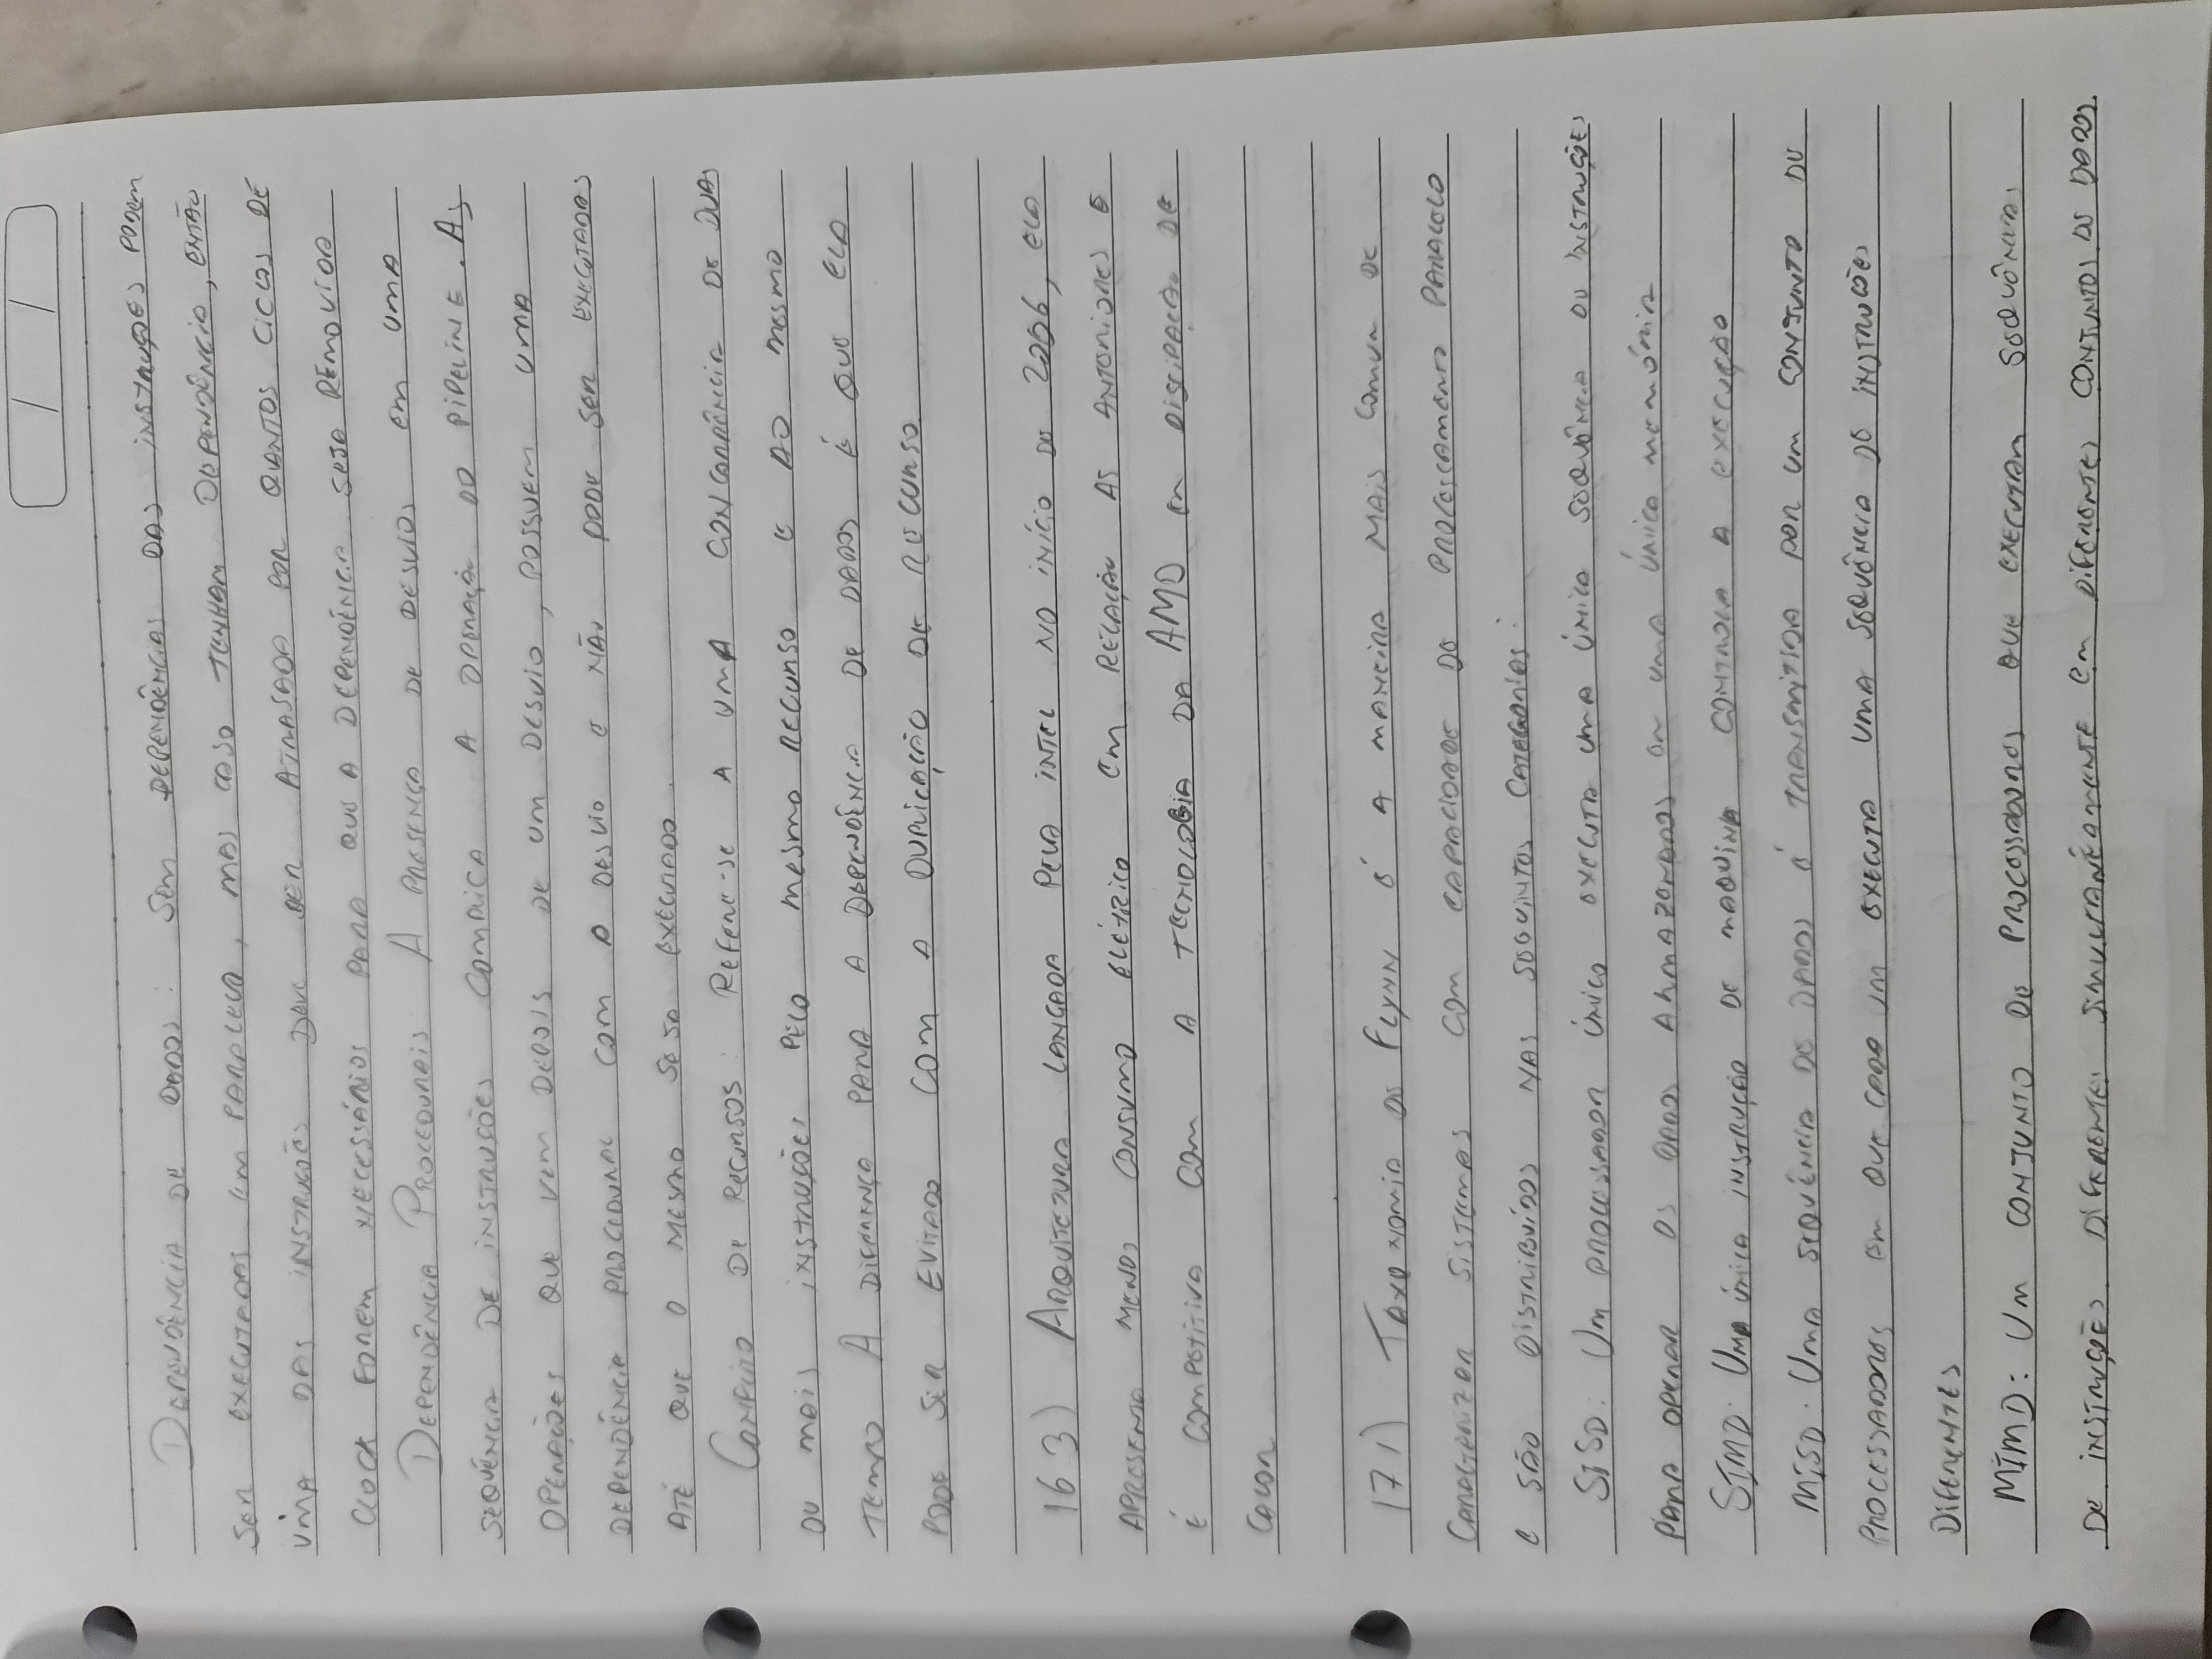 DEPENDÊNCIA DE DADOS: SEM DEPENDÊNCIAS DAS INSTRUÇÕES PODEM
SER EXECUTADAS EM PARALELO, MAS CASO TENHAM DEPENDÊNCIA, ENTÃO
UMA DAS INSTRUÇÕES DEVE SER ATRASADA POR QUANTOS CICLOS DE
CLOCK FOREM NECESSÁRIOS PARA QUE A DEPENDÊNCIA SEJA REMOVIDA
DEPENDÊNCIA PROCEDURAIS A PRESENÇA DE DESVIOS EM UMA
SEQUÊNCIA DE INSTRUÇÕES COMPLICA A OPERAÇÃO DO PIPELINE. AS
OPERAÇÕES QUE VEM DEPOIS DE UM DESVIO, POSSUEM UMA
DEPENDÊNCIA PROCEDURAL COM O DESVIO E NÃO PODE SER EXECUTADAS
ATÉ QUE O MESMO SEJA EXECUTADO.
CONFLITO DE RECURSOS: REFERE-SE A UMA CONCORRÊNCIA DE DUAS
OU MAIS INSTRUÇÕES PELO MESMO RECURSO E AO MESMO
TEMPO A DIFERENÇA PARA A DEPENDÊNCIA DE DADOS É QUE ELA
PODE SER EVITADO COM A DUPLICAÇÃO DE RECURSO
16 3) ARQUITETURA LANÇADA PELA INTEL NO INÍCIO DE 2006, ELA
APRESENTA MENOS CONSUMO ELÉTRICO EM RELAÇÃO AS ANTERIORES E
É COMPETITIVA COM A TECNOLOGIA DA AMD EM DISCIPAÇÃO DE
CALOR
17 1) TAXONOMIA DE FLYNN É A MANEIRA MAIS COMUM DE
CARACTERIZAR SISTEMAS COM CAPACIDADE DE PROCESSAMENTO PARALELO
E SÃO DISTRIBUÍDOS NAS SEGUINTES CATEGORIAS:
SISD: UM PROCESSADOR ÚNICO EXECUTA UMA ÚNICA SEQUÊNCIA DE INSTRUÇÕES
PARA OPERAR OS DADOS ARMAZENADOS EM UMA ÚNICA MEMÓRIA
SIMD: UMA ÚNICA INSTRUÇÃO DE MAQUINA CONTROLA A EXECUÇÃO
MISD: UMA SEQUÊNCIA DE DADOS É TRANSMITIDA POR UM CONJUNTO DE
PROCESSADORES EM QUE CADA UM EXECUTA UMA SEQUÊNCIA DE INSTRUÇÕES
DIFERENTES
MIMD: UM CONJUNTO DE PROCESSADORES QUE EXECUTAM SEQUÊNCIAS
DE INSTRUÇÕES DIFERENTES SIMULTANÉAMENTE EM DIFERENTES CONJUNTOS DE DADOS.